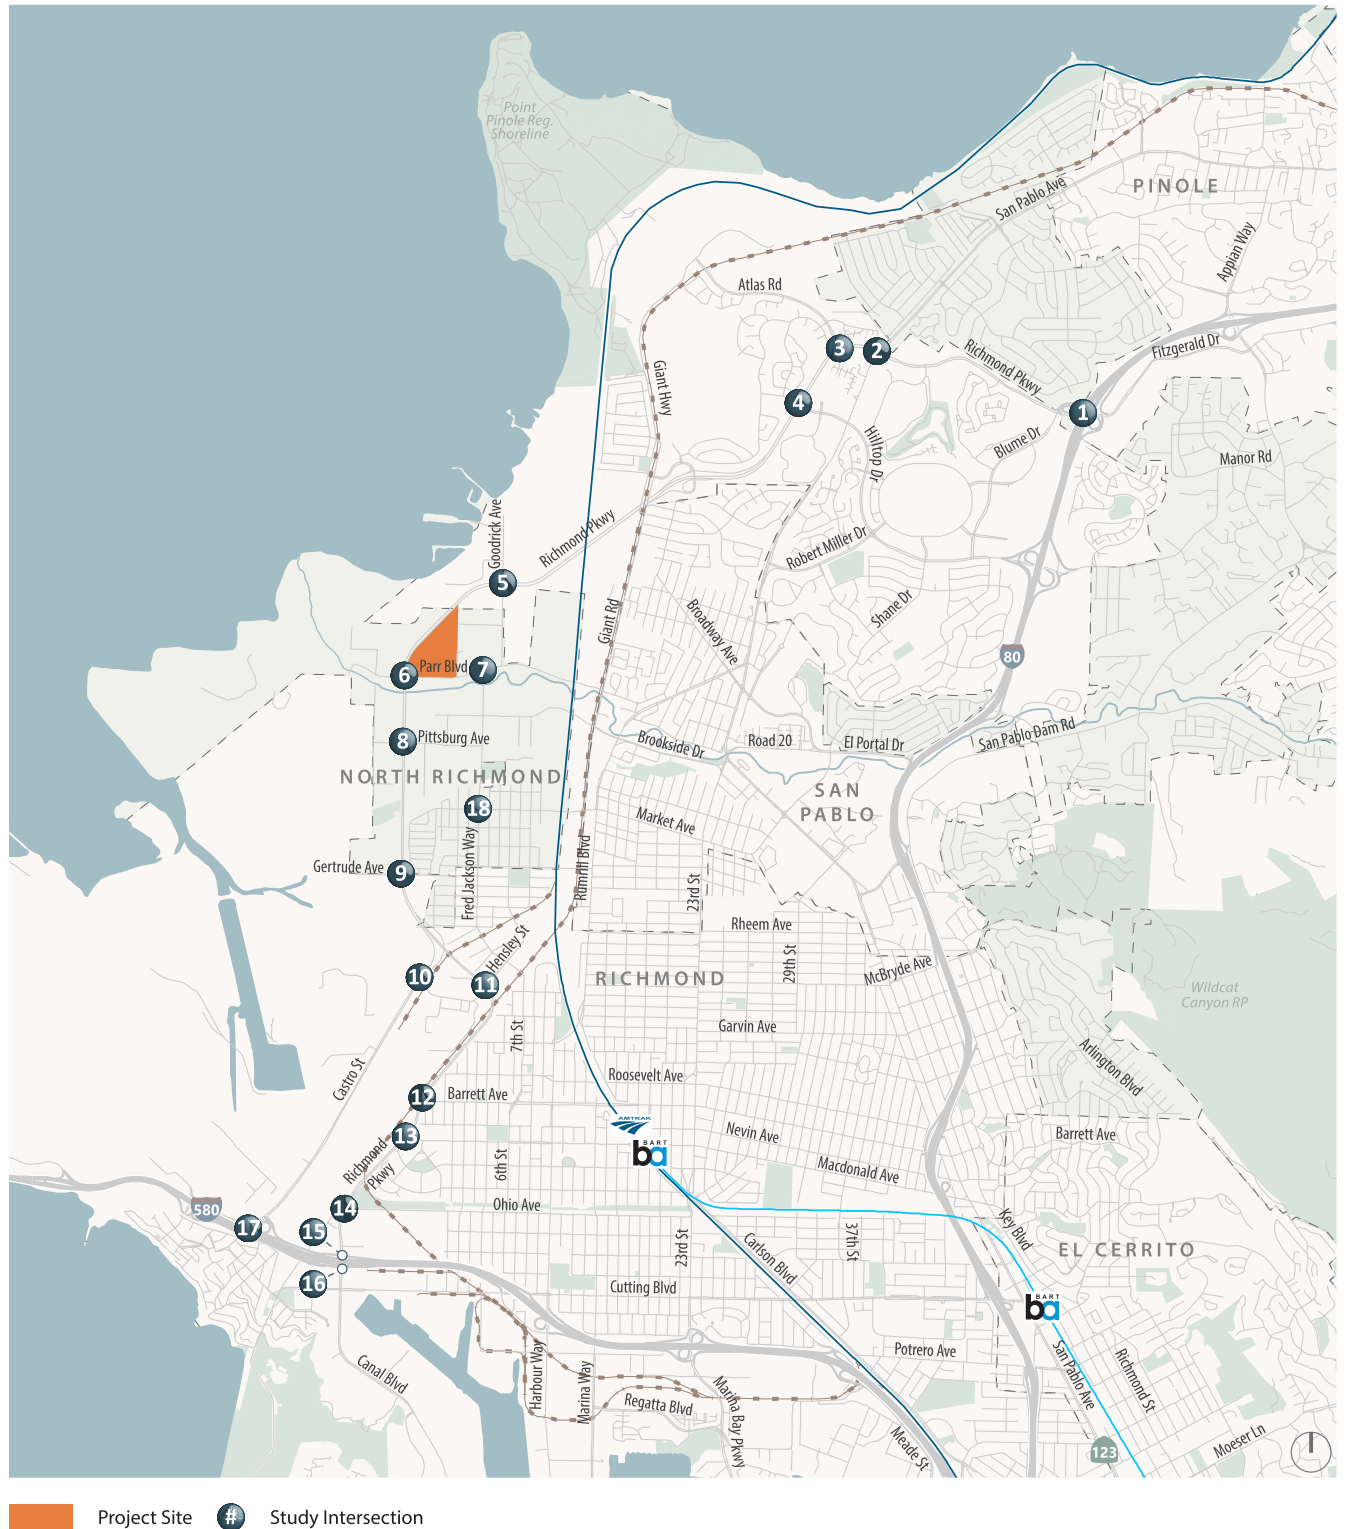 Point
Pinole Reg.
Shoreline
PINOLE
San Pablo Ave
Appian Way
Atlas Rd
Fitzgerald Dr
3
2
Richmond Pkwy
Giant Hwy
4
1
Hilltop Dr
Blume Dr
Manor Rd
Goodrick Ave
Richmond Pkwy
Robert Miller Dr
5
Shane Dr
Giant Rd
Broadway Ave
80
6
Parr Blvd
7
8
Pittsburg Ave
Brookside Dr
Road 20
El Portal Dr
San Pablo Dam Rd
NORTH RICHMOND
SAN
PABLO
18
Market Ave
Gertrude Ave
9
Fred Jackson Way
Rumrill Blvd
23rd St
Rheem Ave
Hensley St
29th St
McBryde Ave
10
11
RICHMOND
Wildcat
Canyon RP
7th St
Garvin Ave
Castro St
Roosevelt Ave
Arlington Blvd
12
Barrett Ave
AMTRAK
13
BART
ba
Nevin Ave
Barrett Ave
Richmond
Pkwy
6th St
Macdonald Ave
580
14
Ohio Ave
17
15
23rd St
Carlson Blvd
37th St
Key Blvd
EL CERRITO
16
Cutting Blvd
BART
ba
Canal Blvd
Harbour Way
Marina Way
Potrero Ave
San Pablo Ave
Richmond St
Regatta Blvd
Marina Bay Pkwy
Meade St
123
Moeser Ln
Project Site
#
Study Intersection